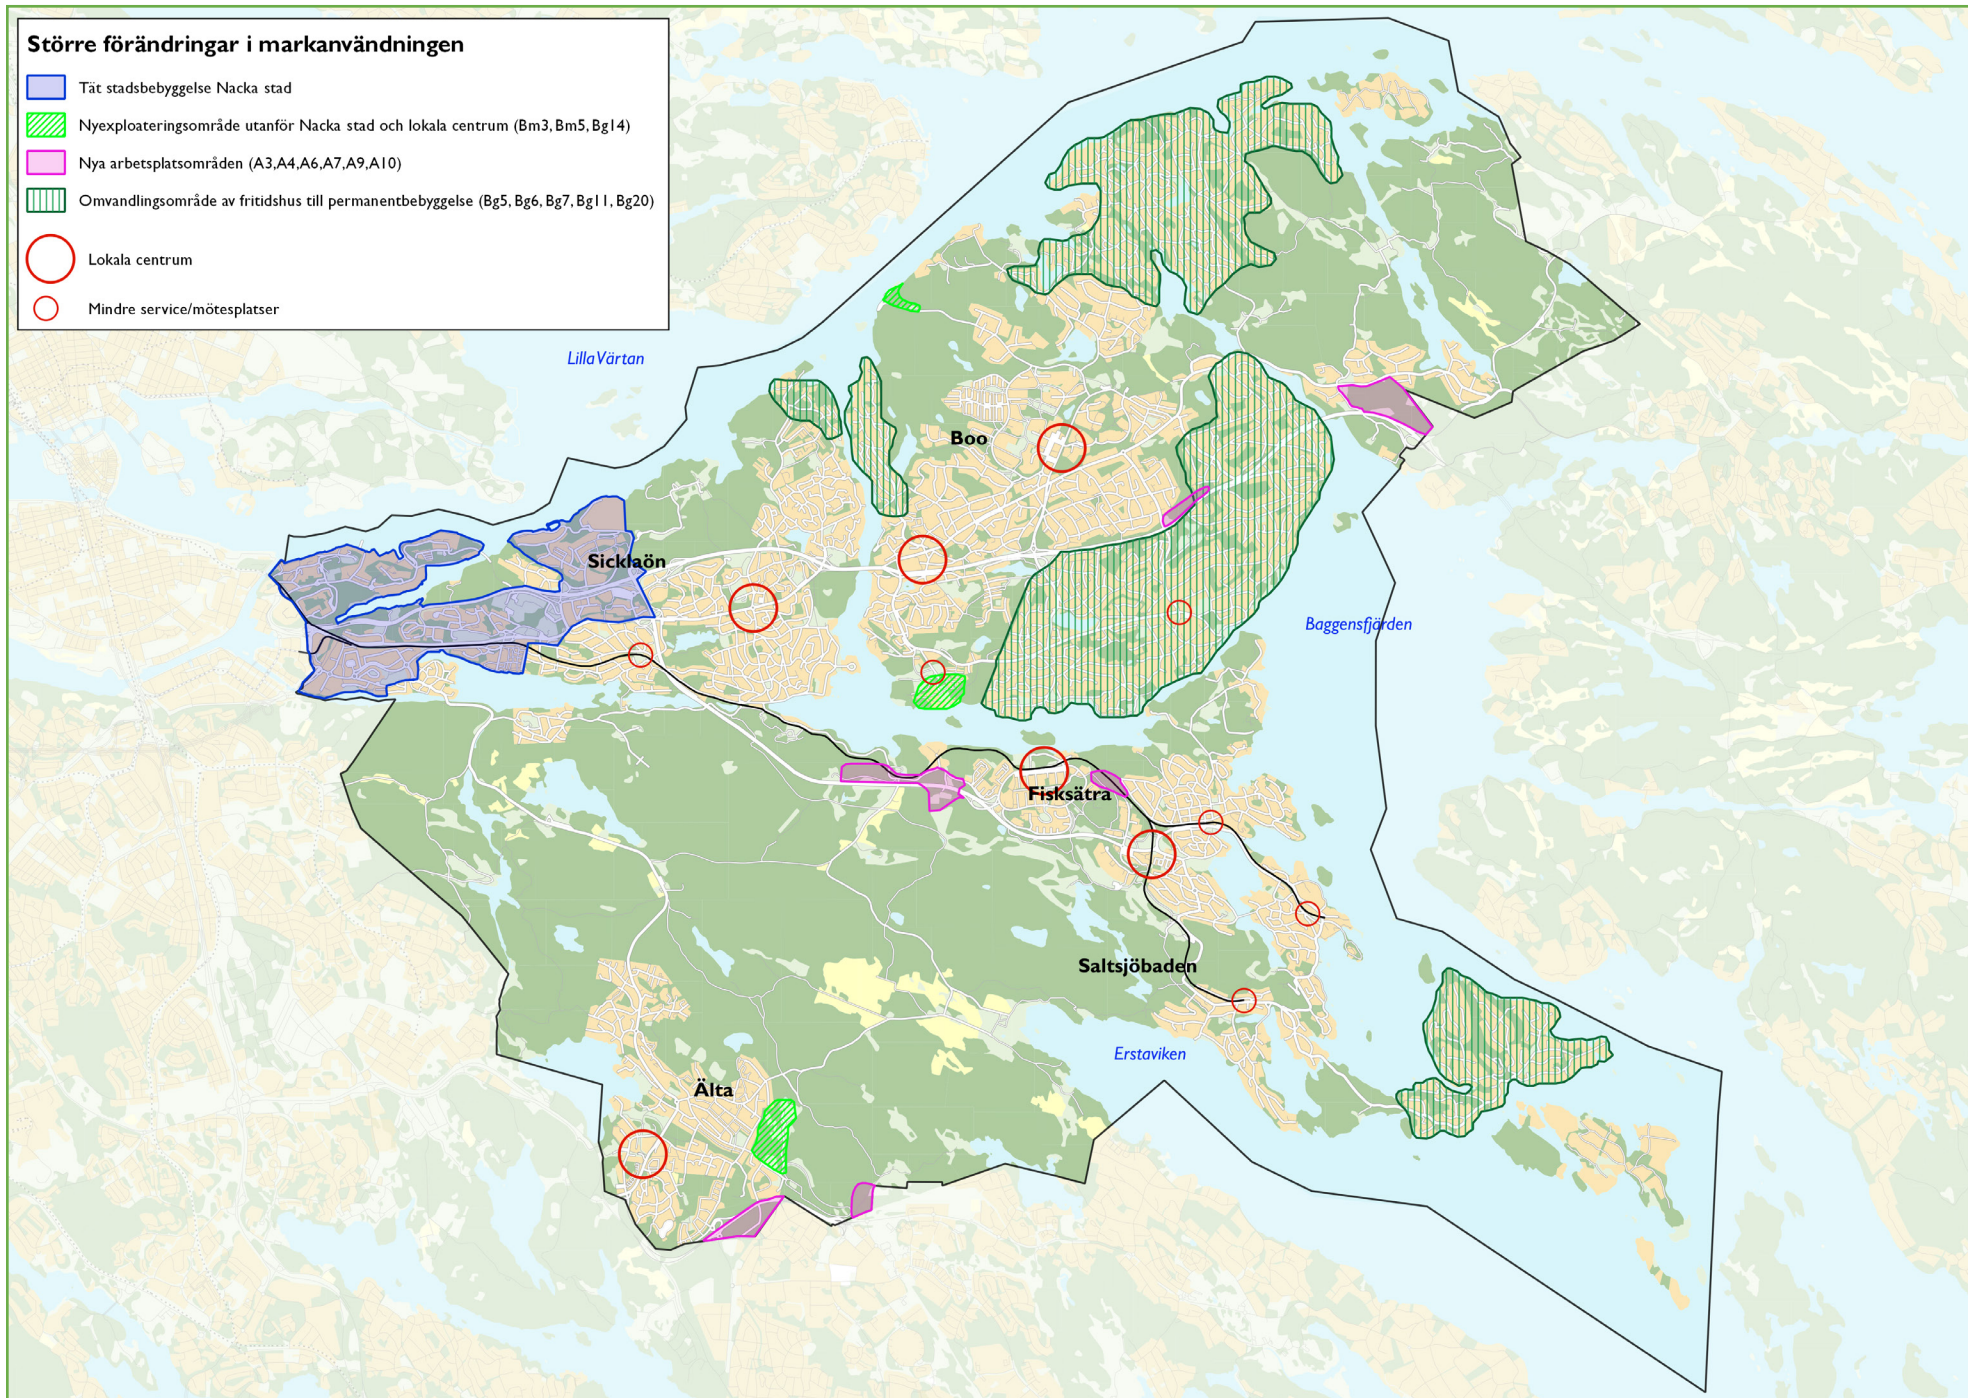 Större förändringar i markanvändningen
Tät stadsbebyggelse Nacka stad
Nyexploateringsområde utanför Nacka stad och lokala centrum (Bm3, Bm5, Bg14)
Nya arbetsplatsområden (A3,A4,A6,A7,A9,A10)
Omvandlingsområde av fritidshus till permanentbebyggelse (Bg5, Bg6, Bg7, Bg11, Bg20)
Lokala centrum
Mindre service/mötesplatser
Lilla Värtan
Boo
Sicklaön
Baggensfjärden
Fisksätra
Saltsjöbaden
Erstaviken
Älta